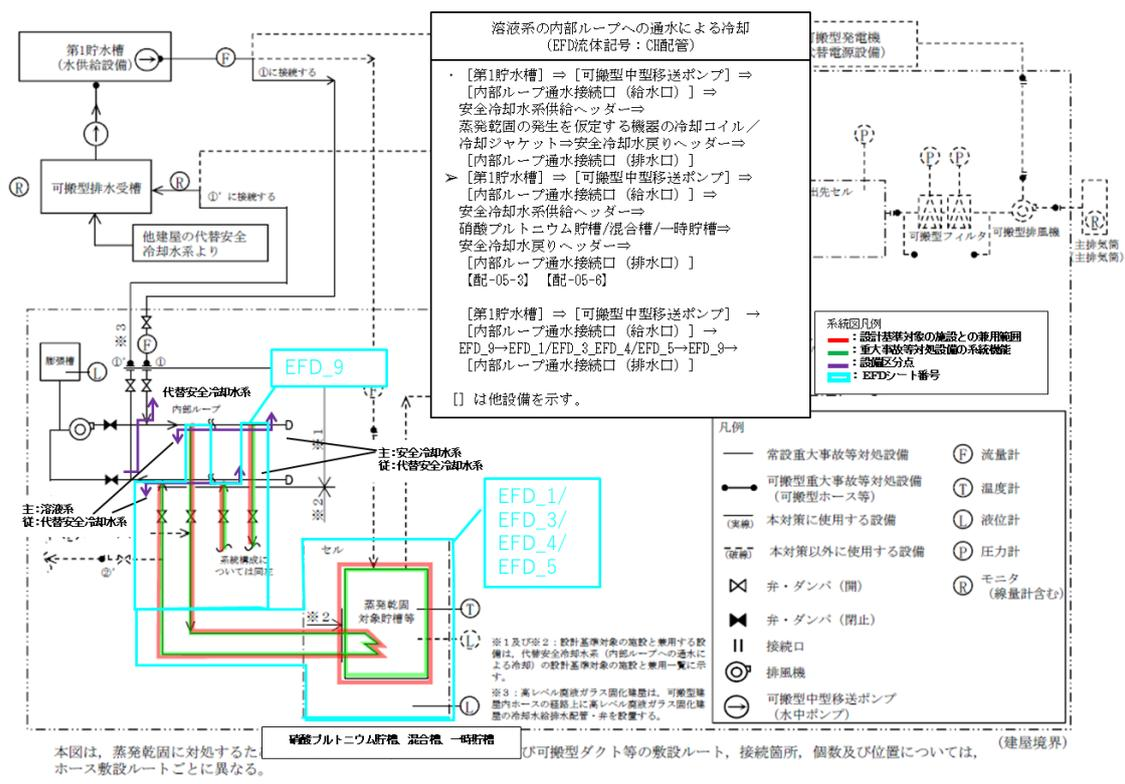 溶液系の内部ループへの通水による冷却
(EFD流体記号:CH配管)
・[第1貯水槽]⇒[可搬型中型移送ポンプ]⇒
[内部ループ通水接続口(給水口)]⇒
安全冷却水系供給ヘッダー⇒
蒸発乾固の発生を仮定する機器の冷却コイル/
冷却ジャケット⇒安全冷却水戻りヘッダー⇒
[内部ループ通水接続口(排水口)]
➢ [第1貯水槽]⇒[可搬型中型移送ポンプ]⇒
[内部ループ通水接続口(給水口)]⇒
安全冷却水系供給ヘッダー⇒
硝酸プルトニウム貯槽/混合槽/一時貯槽⇒
安全冷却水戻りヘッダー⇒
[内部ループ通水接続口(排水口)]
【配-05-3】【配-05-6】
[第1貯水槽]⇒[可搬型中型移送ポンプ] →
[内部ループ通水接続口(給水口)] →
EFD_9→EFD_1/EFD_3_EFD_4/EFD_5→EFD_9→
[内部ループ通水接続口(排水口)]
[]は他設備を示す。
第1貯水槽
(水供給設備)
F
①に接続する
R
可搬型排水受槽
R
①’に接続する
他建屋の代替安全
冷却水系より
可搬型発電機
替電源設備)
P
P
P
出先セル
可搬型フィルタ
可搬型排風機
R
主排気筒
(主排気筒)
系統図凡例
:設計基準対象の施設との兼用範囲
:重大事故等対処設備の系統機能
:設備区分点
:EFDシート番号
※3
F
①’
①
膨張槽
L
EFD_9
代替安全冷却水系
内部ループ
※1
主:安全冷却水系
従:代替安全冷却水系
※2
主:溶液系
従:代替安全冷却水系
②’
系統構成に
ついては同左
EFD_1/
EFD_3/
EFD_4/
EFD_5
セル
※2
蒸発乾固
対象貯槽等
T
L
L
※1及び※2:設計基準対象の施設と兼用する設
備は、代替安全冷却水系(内部ループへの通水に
よる冷却)の設計基準対象の施設と兼用一覧に示
す。
※3:高レベル廃液ガラス固化建屋は、可搬型建
屋内ホースの経路上に高レベル廃液ガラス固化建屋
の冷却水給排水配管・弁を設置する。
凡例
常設重大事故等対処設備
可搬型重大事故等対処設備
(可搬型ホース等)
(実線)
本対策に使用する設備
(破線)
本対策以外に使用する設備
弁・ダンパ(開)
弁・ダンパ(閉止)
接続口
排風機
可搬型中型移送ポンプ
(水中ポンプ)
F
流量計
T
温度計
L
液位計
P
圧力計
R
モニタ
(線量計含む)
硝酸プルトニウム貯槽、混合槽、一時貯槽
(建屋境界)
本図は,蒸発乾固に対処するた
び可搬型ダクト等の敷設ルート,接続箇所,個数及び位置については,
ホース敷設ルートごとに異なる。